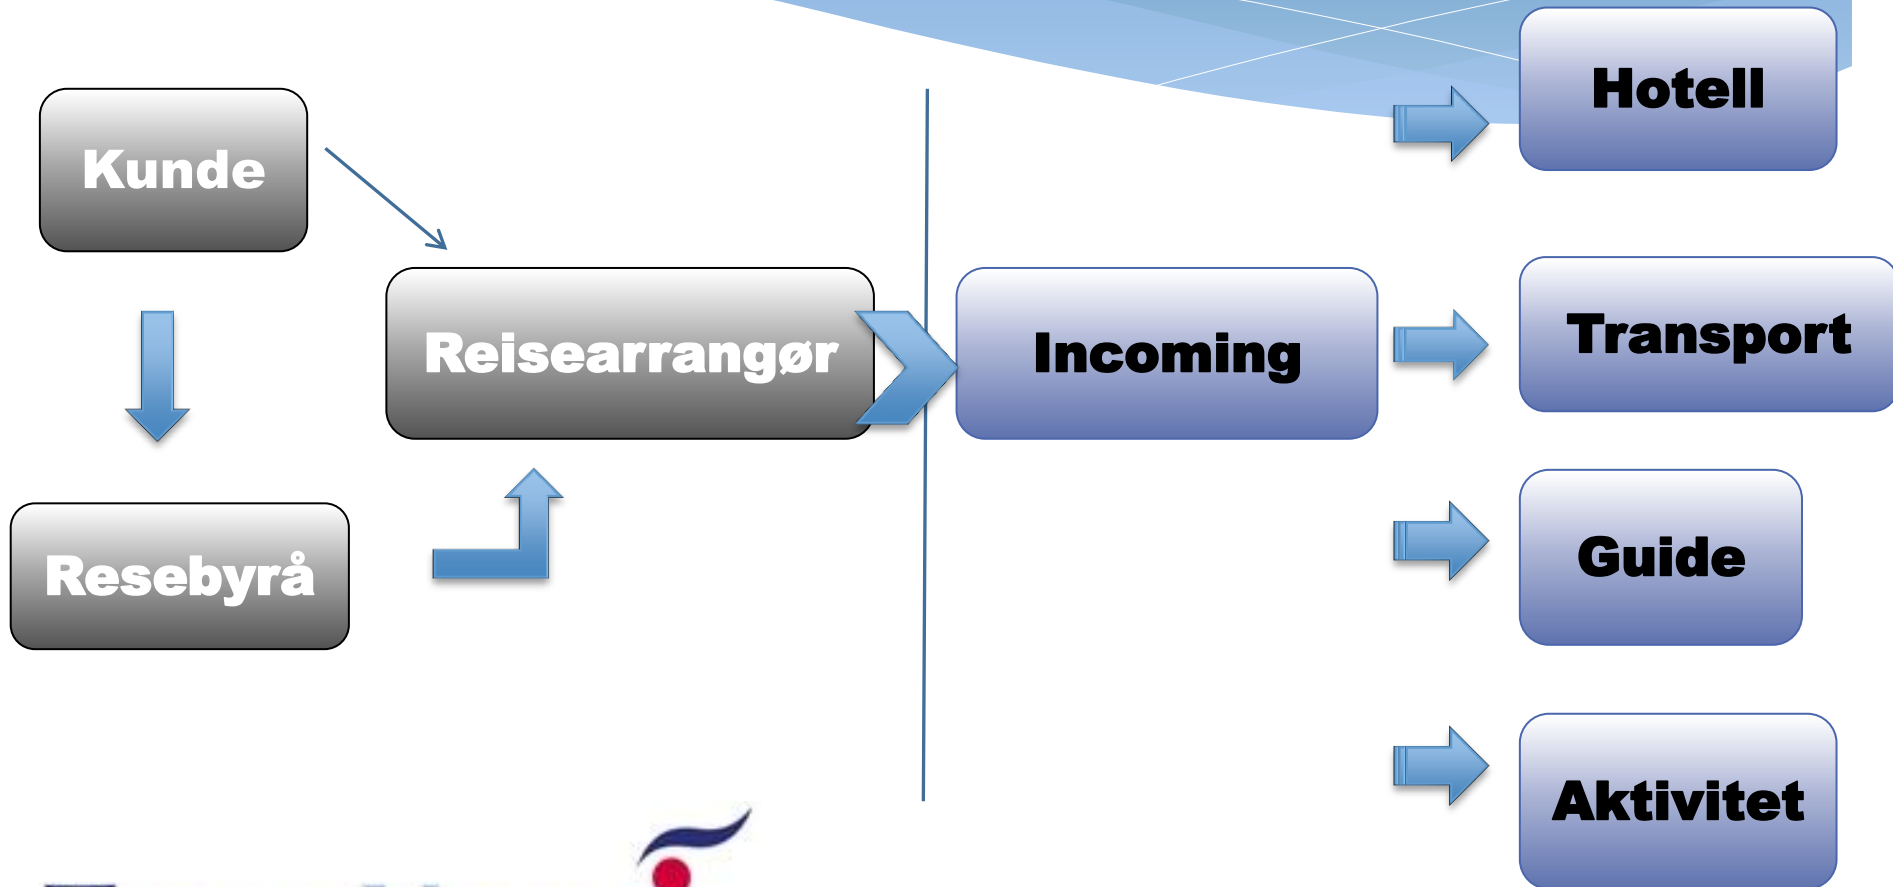 Kunde
Hotell
Reisearrangør
Incoming
Transport
Resebyrå
Guide
Aktivitet